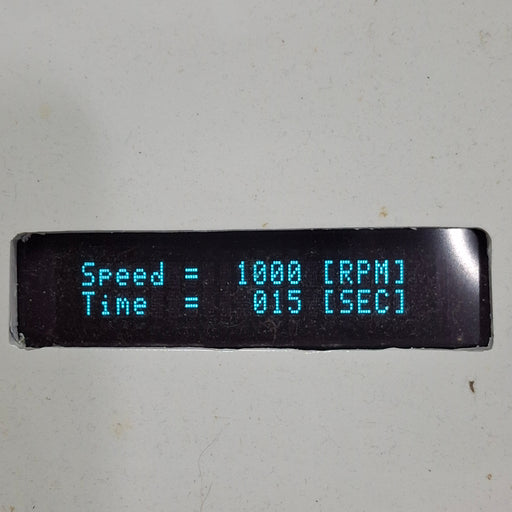 Speed = 1000 [RPM]
Time = 015 [SEC]